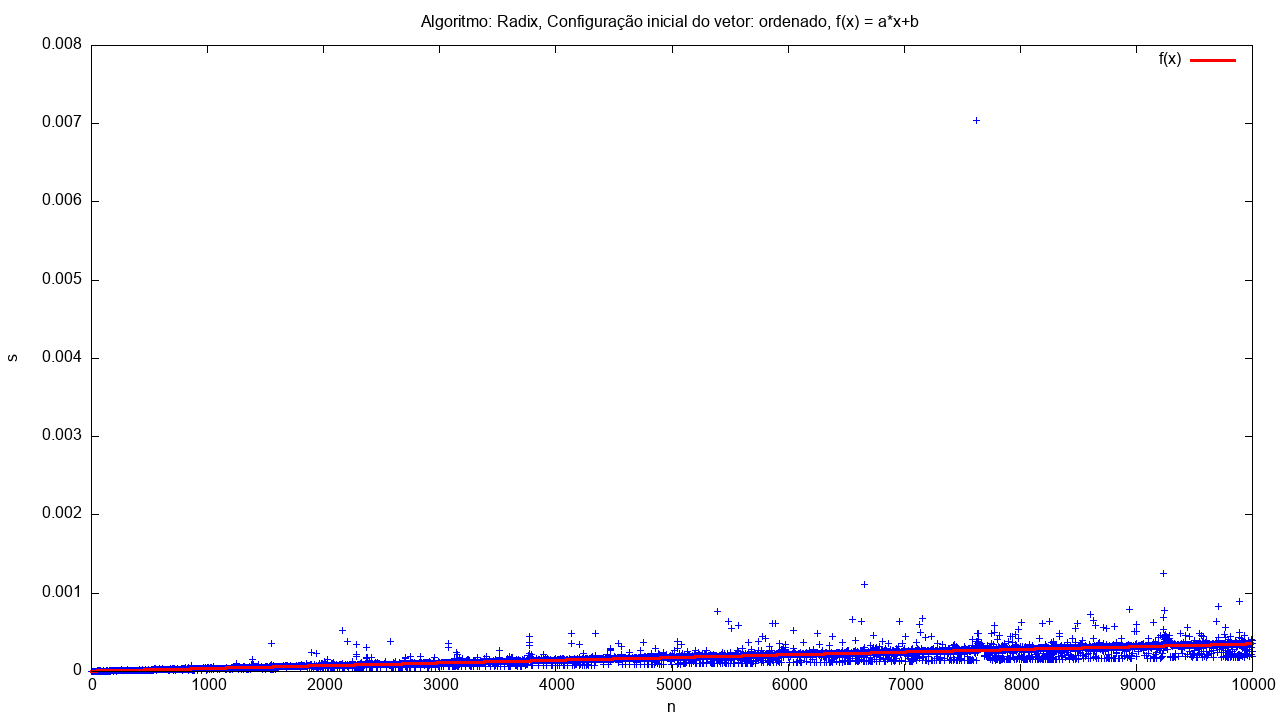 Algoritmo: Radix, Configuração inicial do vetor: ordenado, f(x) = a*x+b
f(x)
0.008
0.007
0.006
0.005
0.004
0.003
0.002
0.001
0
s
0 1000 2000 3000 4000 5000 6000 7000 8000 9000 10000
n